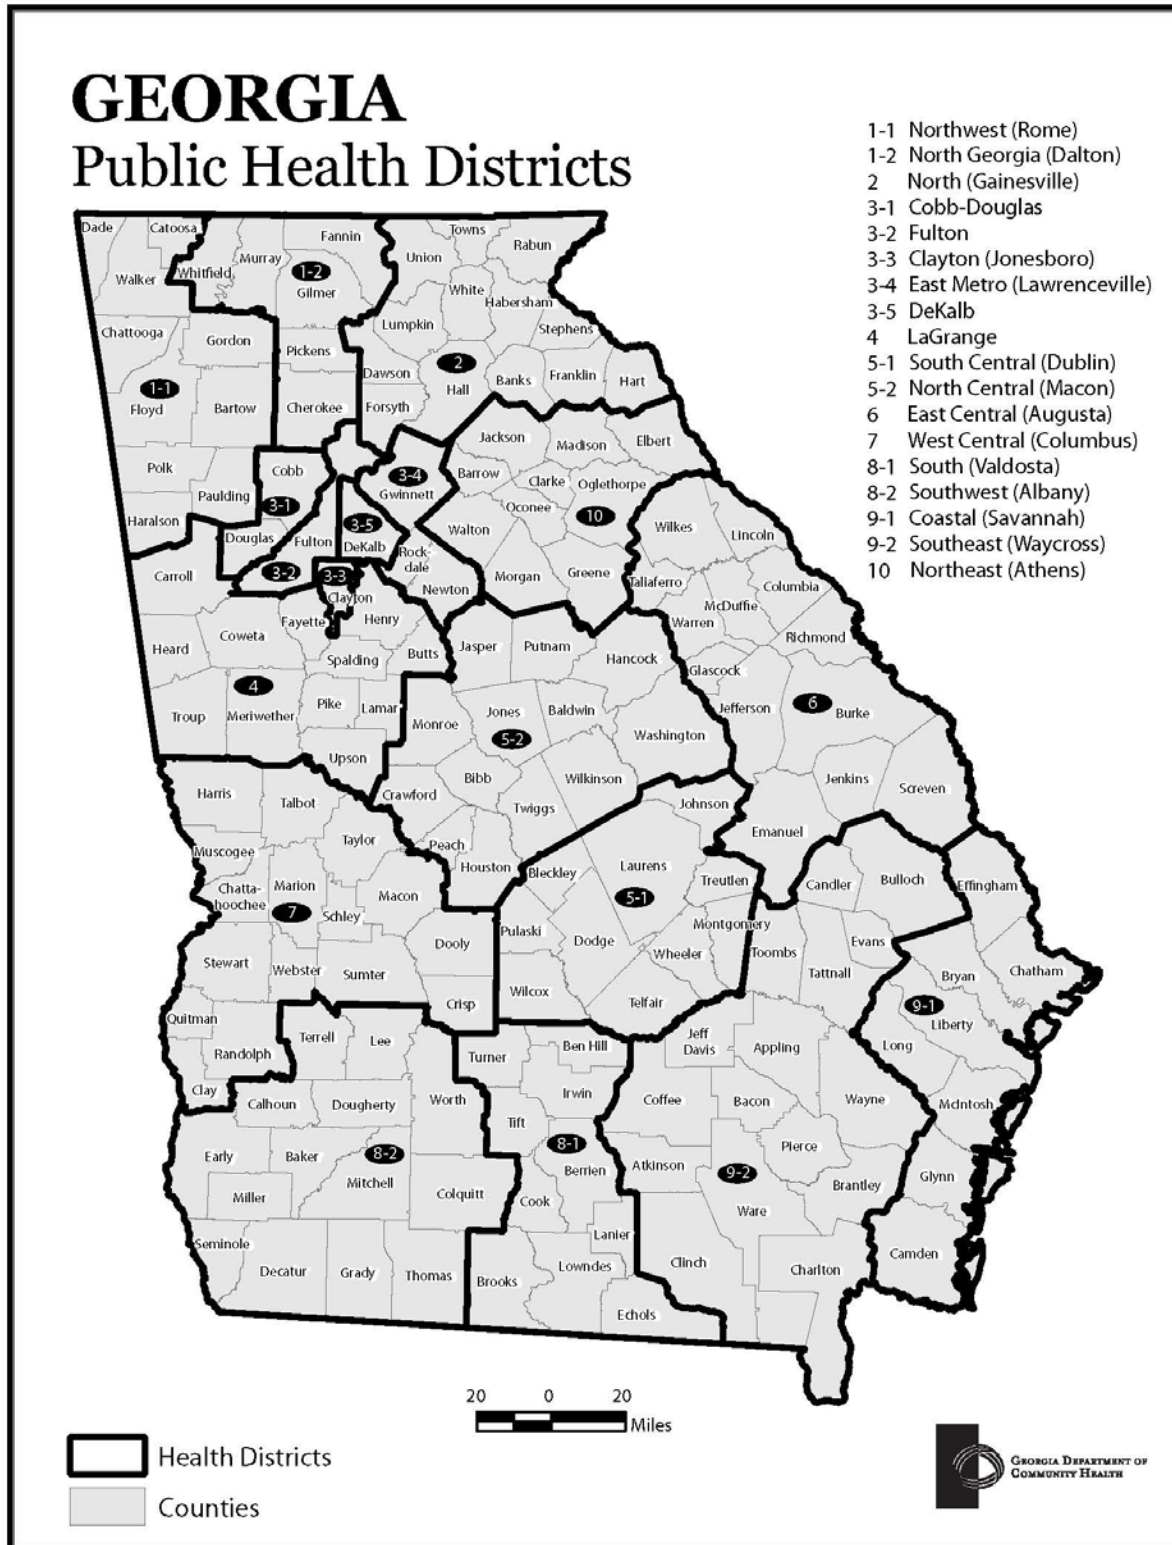 GEORGIA
Public Health Districts
1-1 Northwest (Rome)
1-2 North Georgia (Dalton)
2 North (Gainesville)
3-1 Cobb-Douglas
3-2 Fulton
3-3 Clayton (Jonesboro)
3-4 East Metro (Lawrenceville)
3-5 DeKalb
4 LaGrange
5-1 South Central (Dublin)
5-2 North Central (Macon)
6 East Central (Augusta)
7 West Central (Columbus)
8-1 South (Valdosta)
8-2 Southwest (Albany)
9-1 Coastal (Savannah)
9-2 Southeast (Waycross)
10 Northeast (Athens)
Dade
Catoosa
Fannin
Towns
Rabun
Union
Murray
Whitfield
Walker
1-2
Gilmer
White
Habersham
Lumpkin
Stephens
Chattooga
Gordon
Pickens
Dawson
2
Hall
Banks
Franklin
Hart
1-1
Floyd
Bartow
Cherokee
Forsyth
Jackson
Madison
Elbert
Polk
Cobb
3-4
Gwinnett
Barrow
Clarke
Oglethorpe
Paulding
3-1
Oconee
10
Haralson
Douglas
Fulton
3-5
DeKalb
Walton
Wilkes
Lincoln
Rock-
dale
Carroll
3-2
3-3
Clayton
Newton
Morgan
Greene
Taliaferro
Columbia
McDuffie
Warren
Richmond
Fayette
Henry
Heard
Coweta
Spalding
Butts
Jasper
Putnam
Hancock
Glascock
4
Troup
Meriwether
Pike
Lamar
Monroe
Jones
Baldwin
5-2
Washington
Jefferson
6
Burke
Upson
Bibb
Wilkinson
Jenkins
Screven
Harris
Talbot
Crawford
Twiggs
Johnson
Emanuel
Muscogee
Taylor
Peach
Houston
Bleckley
Laurens
Treutlen
Candler
Bulloch
Effingham
Chatta-
hoochee
Marion
7
Schley
Macon
5-1
Montgomery
Pulaski
Dodge
Wheeler
Toombs
Evans
Tattnall
Stewart
Webster
Sumter
Dooly
Wilcox
Telfair
Bryan
Chatham
Crisp
9-1
Liberty
Quitman
Randolph
Terrell
Lee
Turner
Ben Hill
Jeff
Davis
Appling
Long
Clay
Calhoun
Dougherty
Worth
Irwin
Coffee
Bacon
Wayne
McIntosh
Tift
8-1
Early
Baker
8-2
Mitchell
Berrien
Atkinson
9-2
Pierce
Glynn
Miller
Colquitt
Cook
Ware
Brantley
Seminole
Decatur
Grady
Thomas
Brooks
Lanier
Lowndes
Clinch
Charlton
Camden
Echols
20 0 20
Miles
Health Districts
Counties
GEORGIA DEPARTMENT OF
COMMUNITY HEALTH